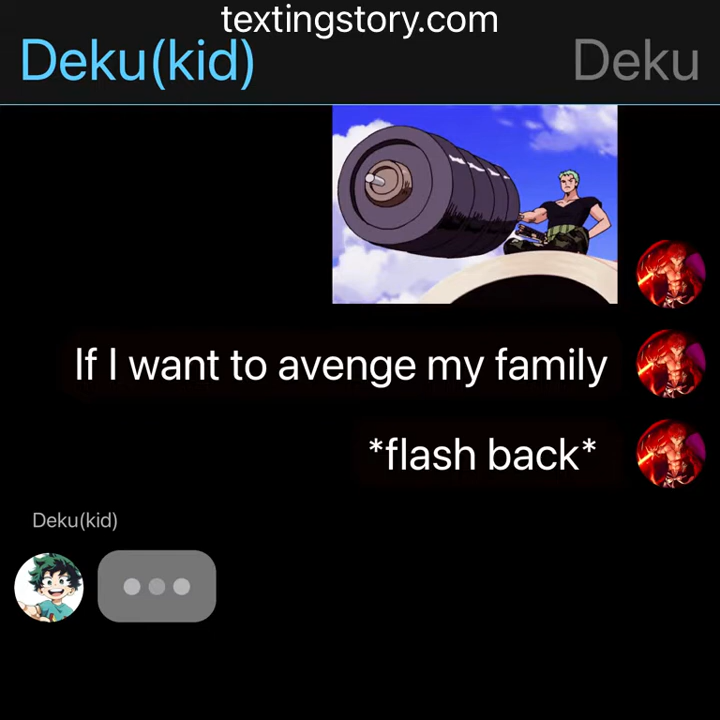 textingstory.com
Deku(kid)
Deku
If I want to avenge my family
*flash back*
Deku(kid)